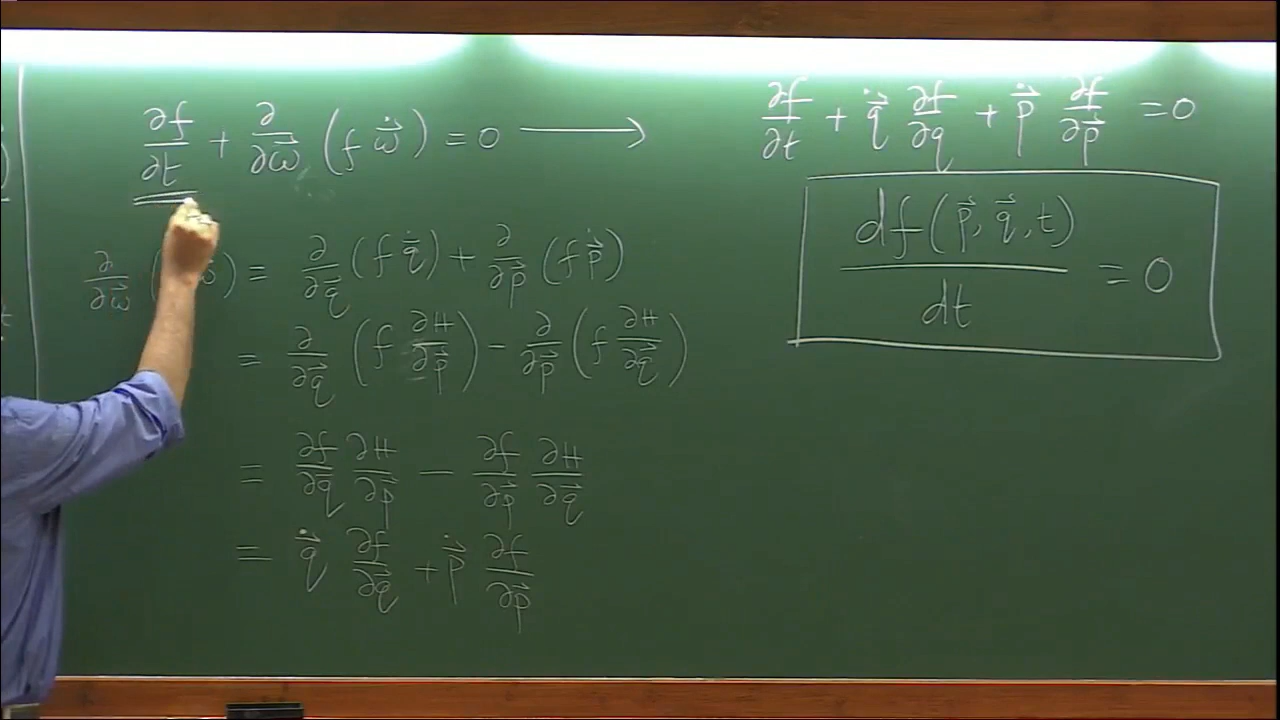 ∂f/∂t + ∂/∂ω⃗ (f ω⃗̇) = 0 ⟶
∂/∂ω⃗ ( ) = ∂/∂q⃗ (f q⃗̇) + ∂/∂p⃗ (f p⃗̇)
= ∂/∂q⃗ (f ∂H/∂p⃗) − ∂/∂p⃗ (f ∂H/∂q⃗)
= ∂f/∂q⃗ ∂H/∂p⃗ − ∂f/∂p⃗ ∂H/∂q⃗
= q⃗̇ ∂f/∂q⃗ + p⃗̇ ∂f/∂p⃗
∂f/∂t + q⃗̇ ∂f/∂q + p⃗̇ ∂f/∂p⃗ = 0
df(p⃗, q⃗, t)/dt = 0